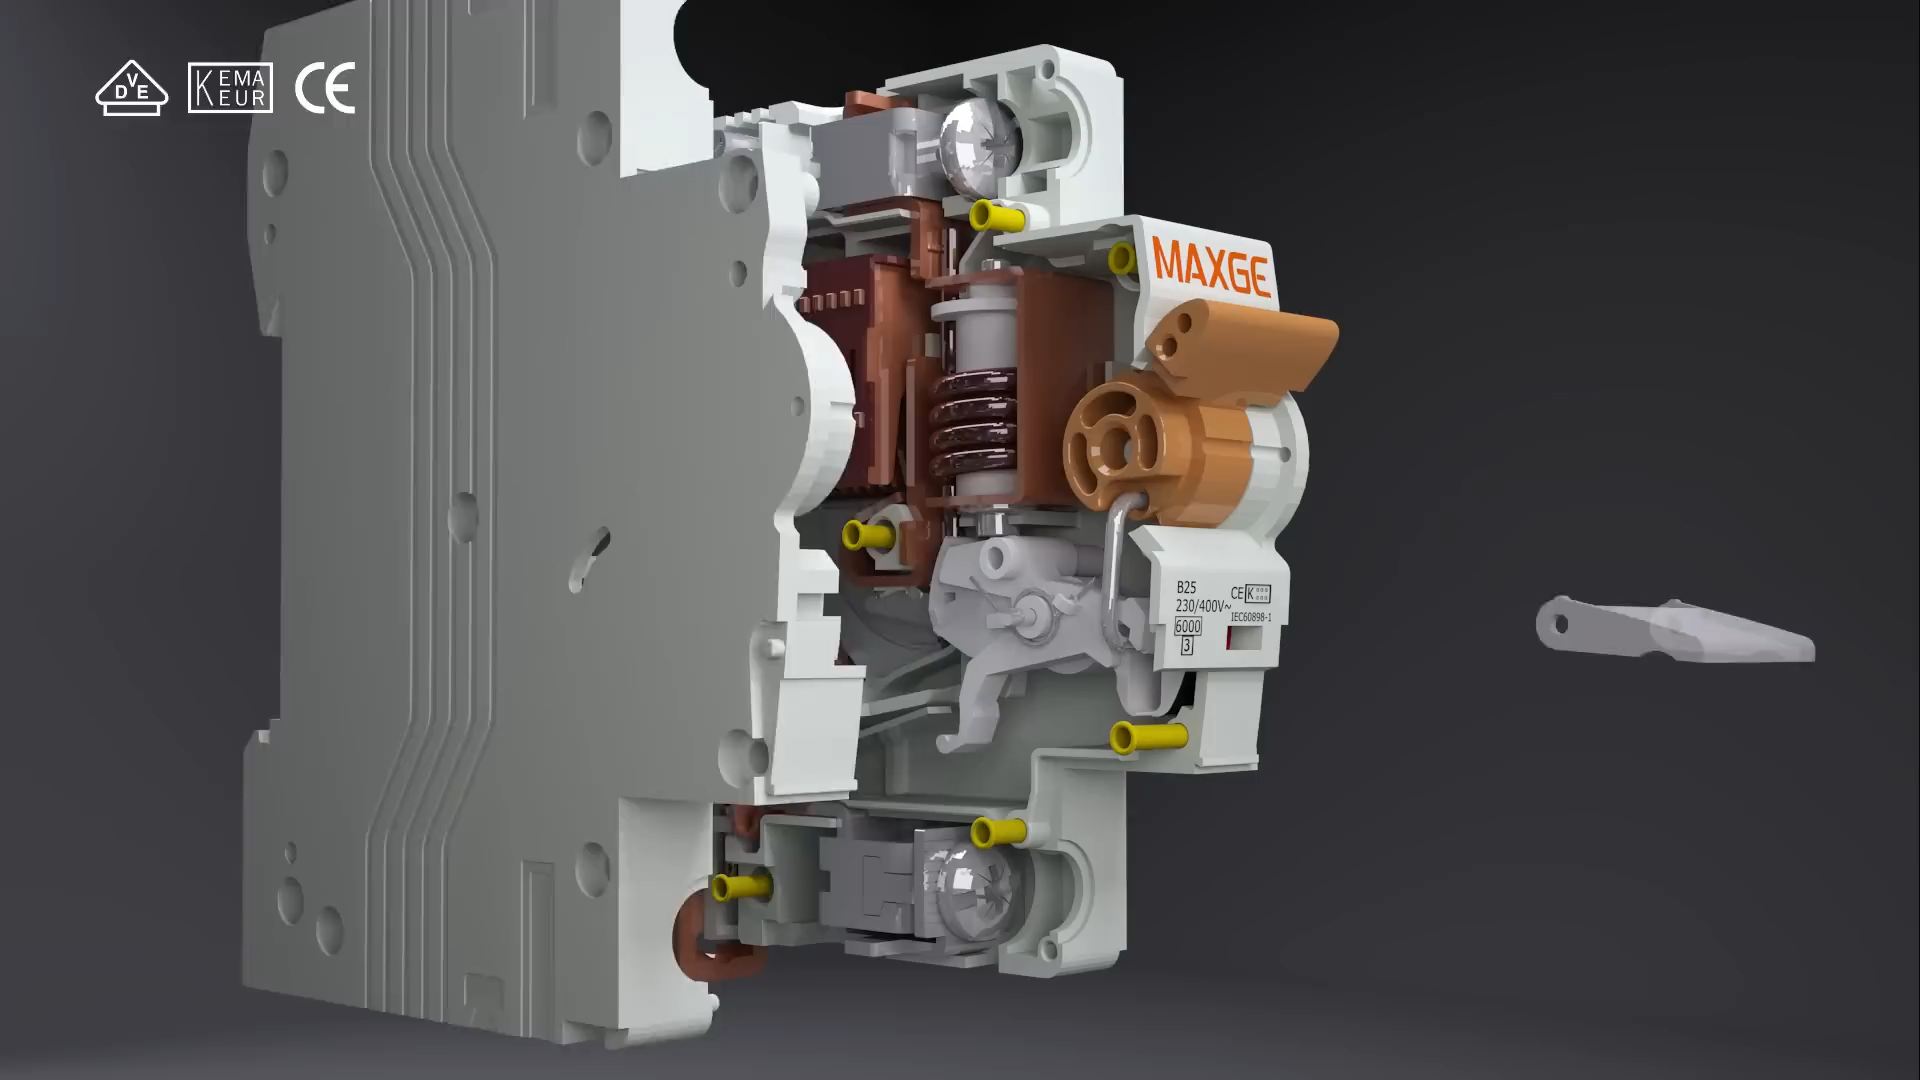 VDE
KEMA
KEUR
CE
MAXGE
B25
230/400V~
6000
3
CE K
IEC60898-1